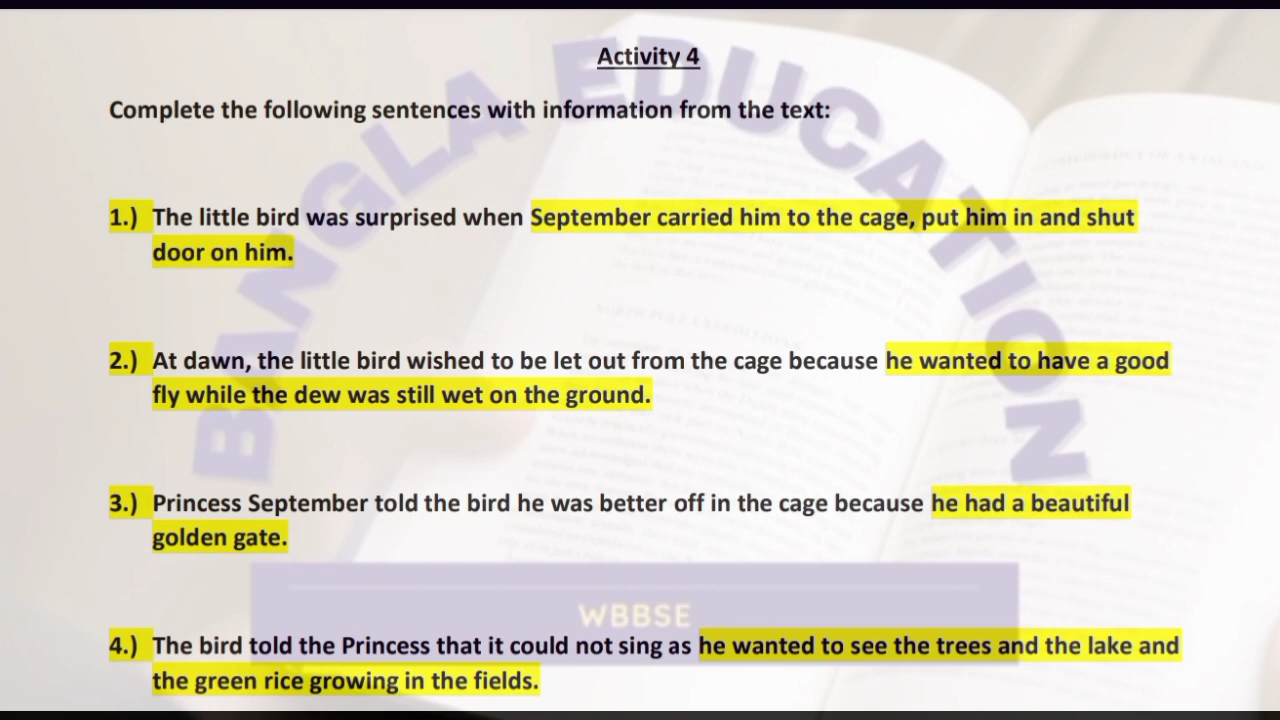 Activity 4
Complete the following sentences with information from the text:
1.) The little bird was surprised when September carried him to the cage, put him in and shut
door on him.
2.) At dawn, the little bird wished to be let out from the cage because he wanted to have a good
fly while the dew was still wet on the ground.
3.) Princess September told the bird he was better off in the cage because he had a beautiful
golden gate.
4.) The bird told the Princess that it could not sing as he wanted to see the trees and the lake and
the green rice growing in the fields.
BANGLA EDUCATION
WBBSE